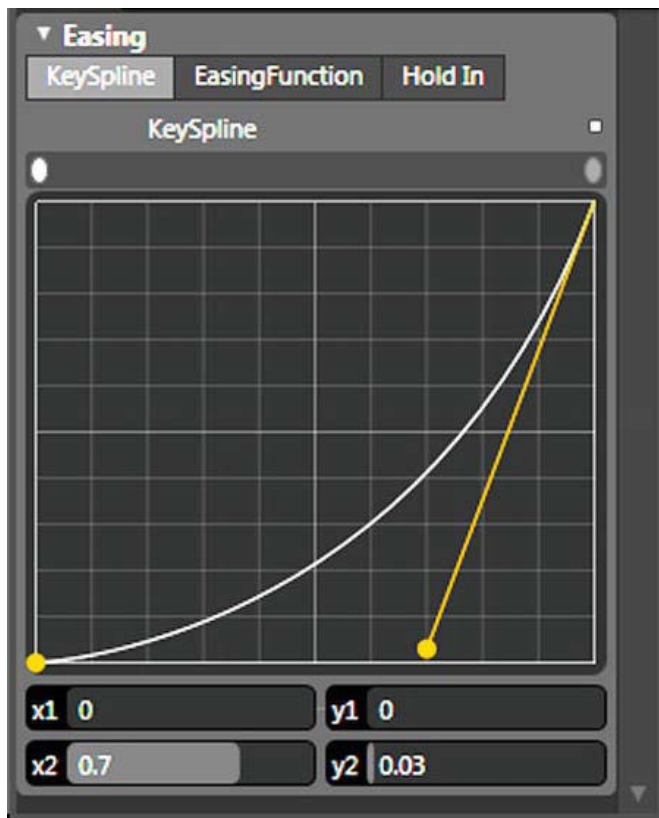 Easing
KeySpline EasingFunction Hold In
KeySpline
x1 0 y1 0
x2 0.7 y2 0.03